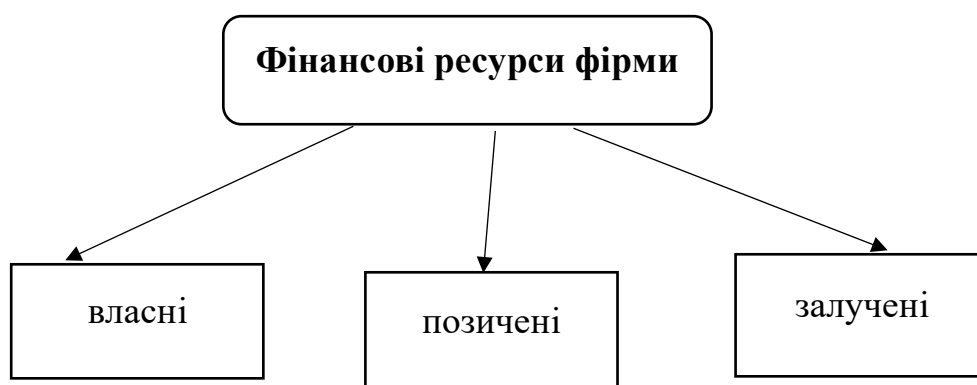 Фінансові ресурси фірми
власні
позичені
залучені